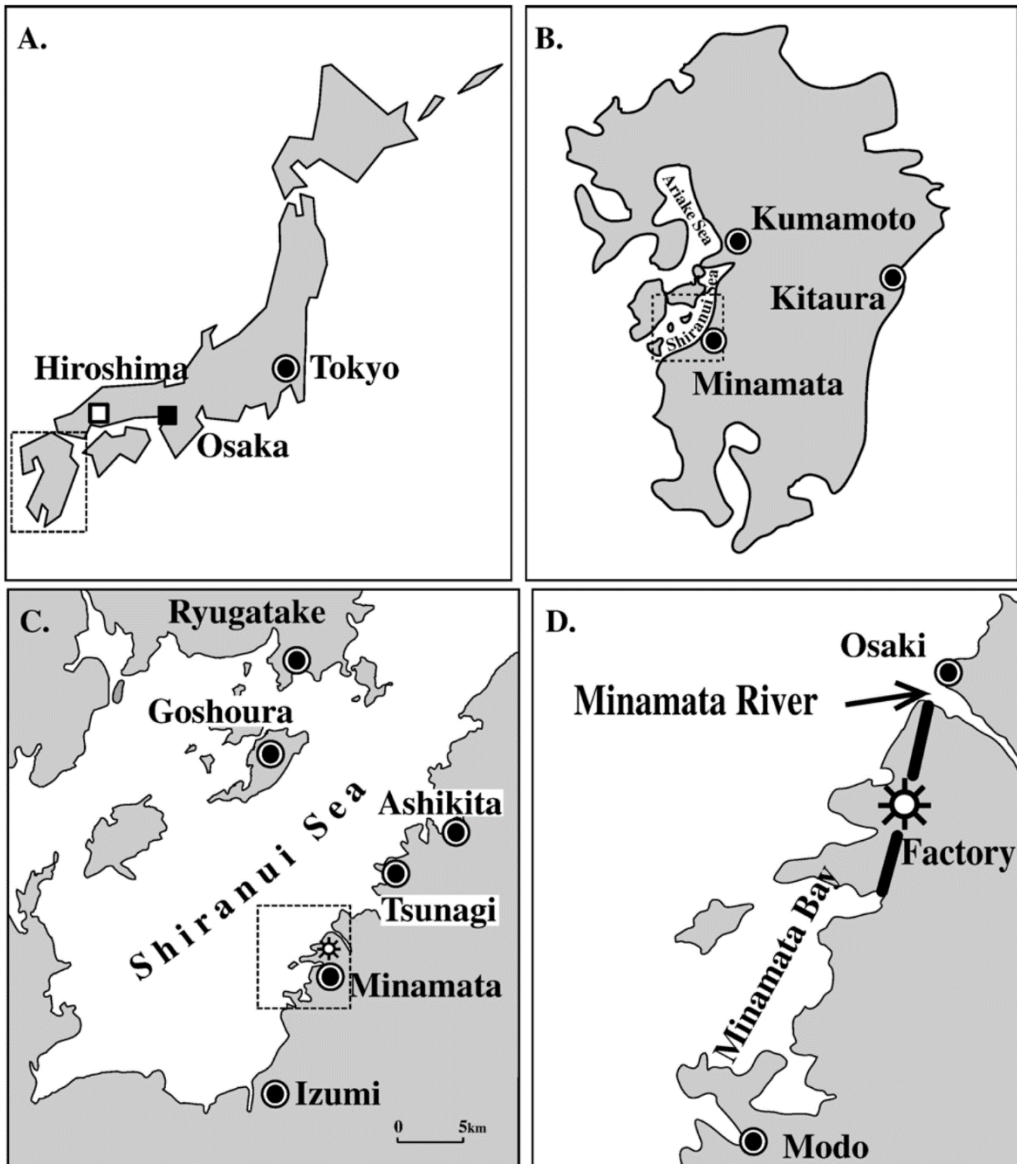 A.
Hiroshima
Tokyo
Osaka
B.
Ariake Sea
Kumamoto
Shiranui Sea
Kitaura
Minamata
C.
Ryugatake
Goshoura
Shiranui Sea
Ashikita
Tsunagi
Minamata
Izumi
0 5km
D.
Osaki
Minamata River
Factory
Minamata Bay
Modo